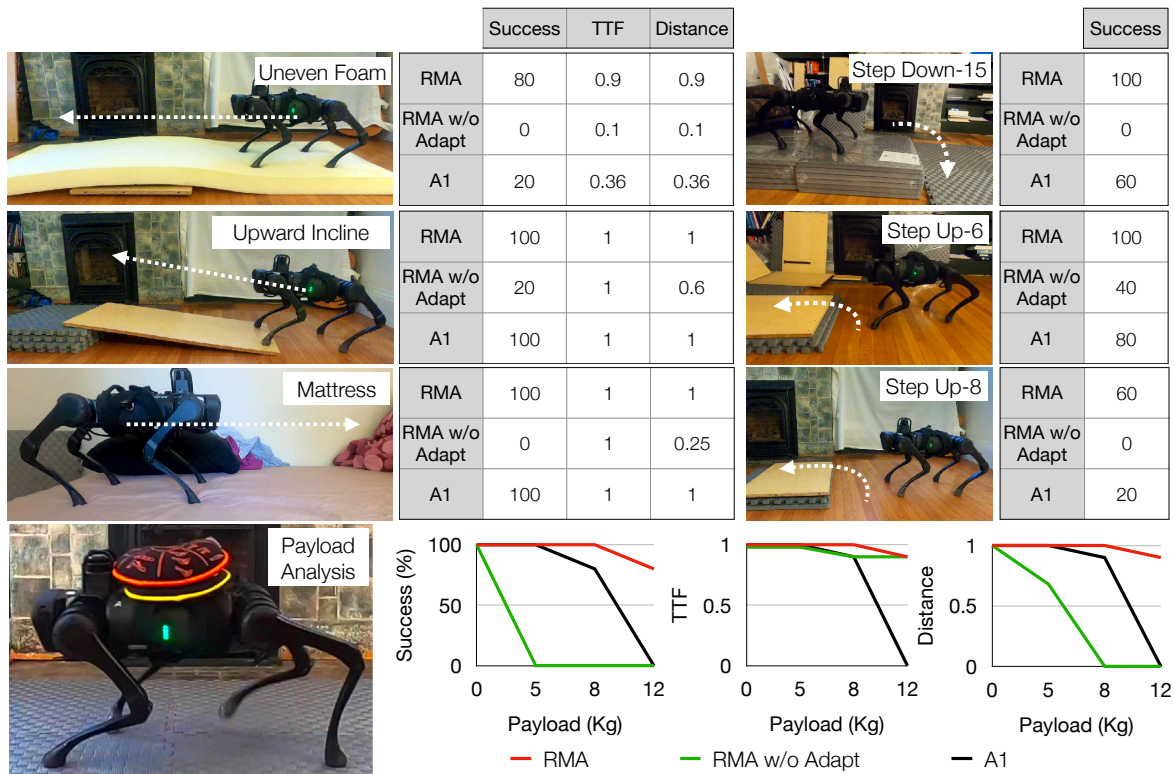 Success TTF Distance
Success
Uneven Foam
RMA 80 0.9 0.9
RMA w/o Adapt 0 0.1 0.1
A1 20 0.36 0.36
Step Down-15
RMA 100
RMA w/o Adapt 0
A1 60
Upward Incline
RMA 100 1 1
RMA w/o Adapt 20 1 0.6
A1 100 1 1
Step Up-6
RMA 100
RMA w/o Adapt 40
A1 80
Mattress
RMA 100 1 1
RMA w/o Adapt 0 1 0.25
A1 100 1 1
Step Up-8
RMA 60
RMA w/o Adapt 0
A1 20
Payload
Analysis
Success (%)
100
50
0
0 5 8 12
Payload (Kg)
TTF
1
0.5
0
0 5 8 12
Payload (Kg)
Distance
1
0.5
0
0 5 8 12
Payload (Kg)
RMA RMA w/o Adapt A1